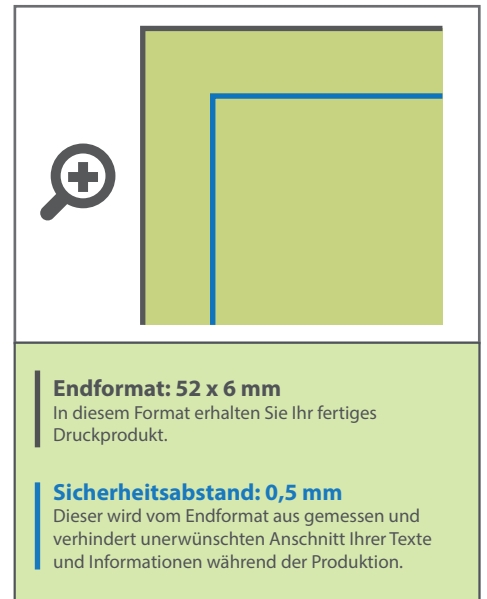 Endformat: 52 x 6 mm
In diesem Format erhalten Sie Ihr fertiges
Druckprodukt.
Sicherheitsabstand: 0,5 mm
Dieser wird vom Endformat aus gemessen und
verhindert unerwünschten Anschnitt Ihrer Texte
und Informationen während der Produktion.